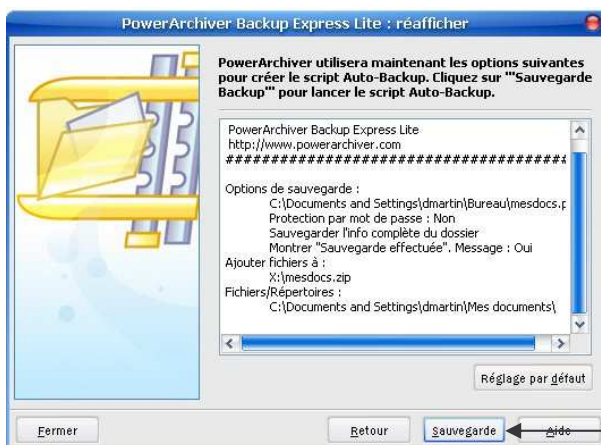 PowerArchiver Backup Express Lite : réafficher
PowerArchiver utilisera maintenant les options suivantes
pour créer le script Auto-Backup. Cliquez sur '"Sauvegarde
Backup"' pour lancer le script Auto-Backup.
PowerArchiver Backup Express Lite
http://www.powerarchiver.com
######################################
Options de sauvegarde :
C:\Documents and Settings\dmartin\Bureau\mesdocs.p
Protection par mot de passe : Non
Sauvegarder l'info complète du dossier
Montrer "Sauvegarde effectuée". Message : Oui
Ajouter fichiers à :
X:\mesdocs.zip
Fichiers/Répertoires :
C:\Documents and Settings\dmartin\Mes documents\
Réglage par défaut
Fermer
Retour
Sauvegarde
Aide